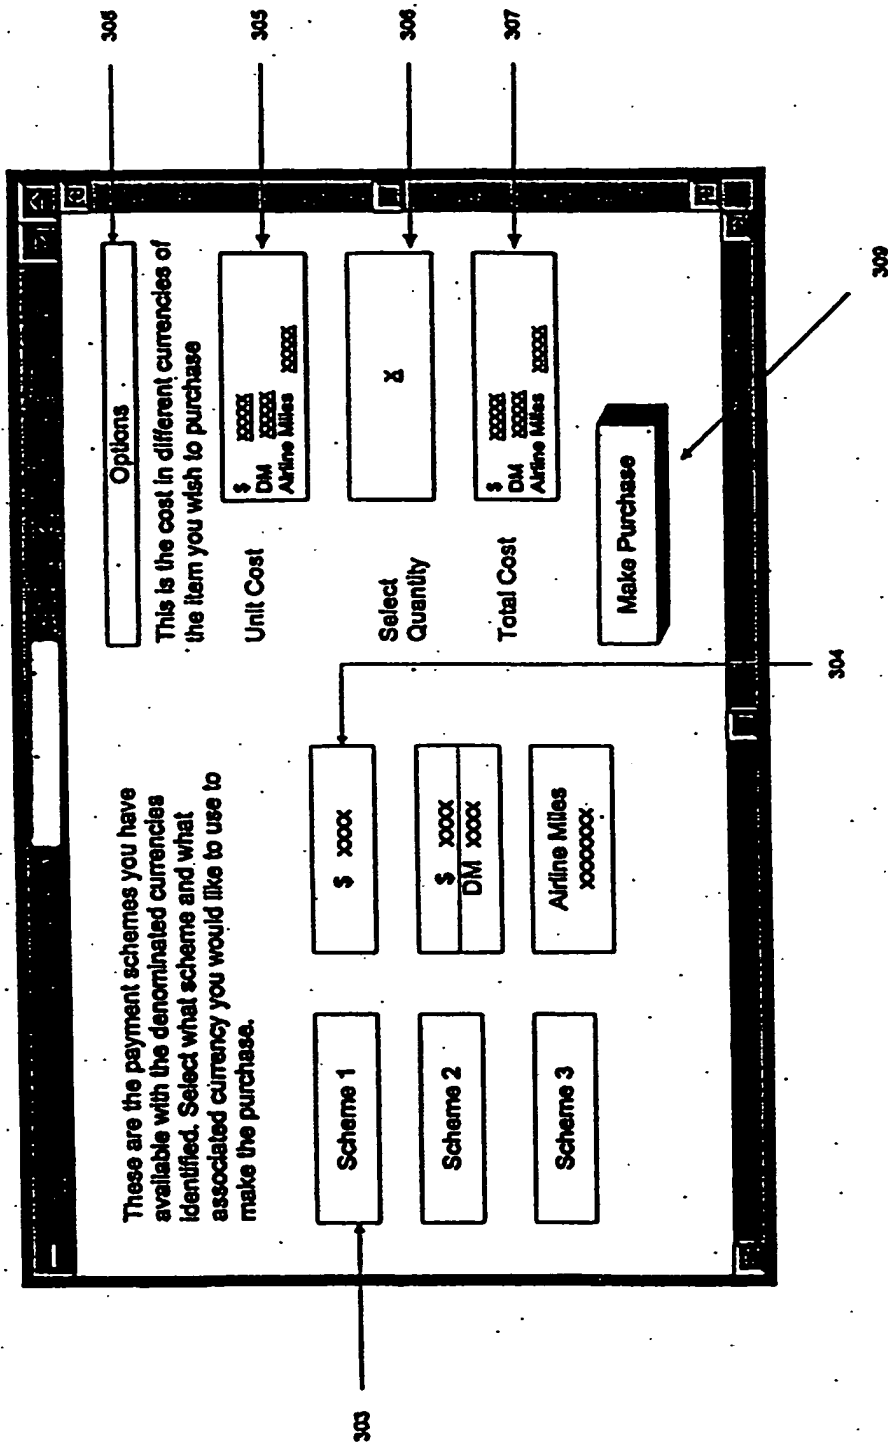 306
305
306
307
Options
This is the cost in different currencies of
the item you wish to purchase
Unit Cost
$ xxxxx
DM xxxxx
Airline Miles xxxxx
Select
Quantity
x
Total Cost
$ xxxxx
DM xxxxx
Airline Miles xxxxx
Make Purchase
309
304
These are the payment schemes you have
available with the denominated currencies
identified. Select what scheme and what
associated currency you would like to use to
make the purchase.
Scheme 1
$ xxxx
Scheme 2
$ xxxx
DM xxxx
Scheme 3
Airline Miles
xxxxxxx
303